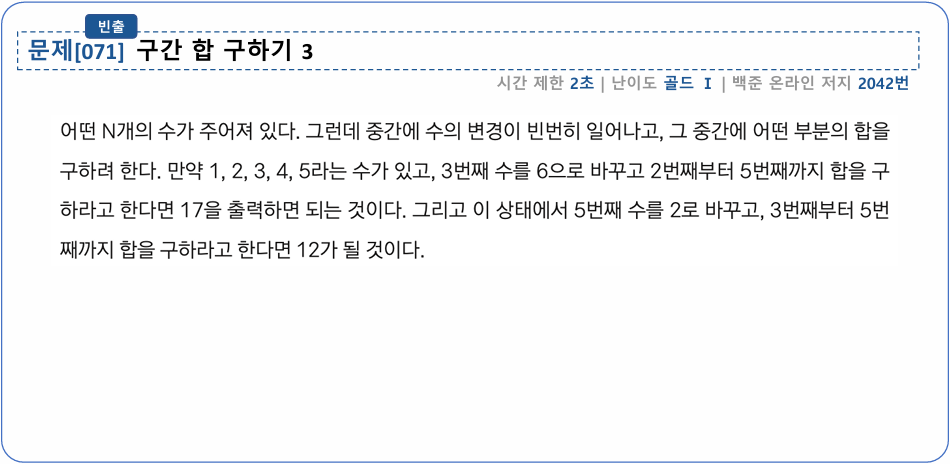 빈출
문제[071] 구간 합 구하기 3
시간 제한 2초 | 난이도 골드 Ⅰ | 백준 온라인 저지 2042번
어떤 N개의 수가 주어져 있다. 그런데 중간에 수의 변경이 빈번히 일어나고, 그 중간에 어떤 부분의 합을
구하려 한다. 만약 1, 2, 3, 4, 5라는 수가 있고, 3번째 수를 6으로 바꾸고 2번째부터 5번째까지 합을 구
하라고 한다면 17을 출력하면 되는 것이다. 그리고 이 상태에서 5번째 수를 2로 바꾸고, 3번째부터 5번
째까지 합을 구하라고 한다면 12가 될 것이다.